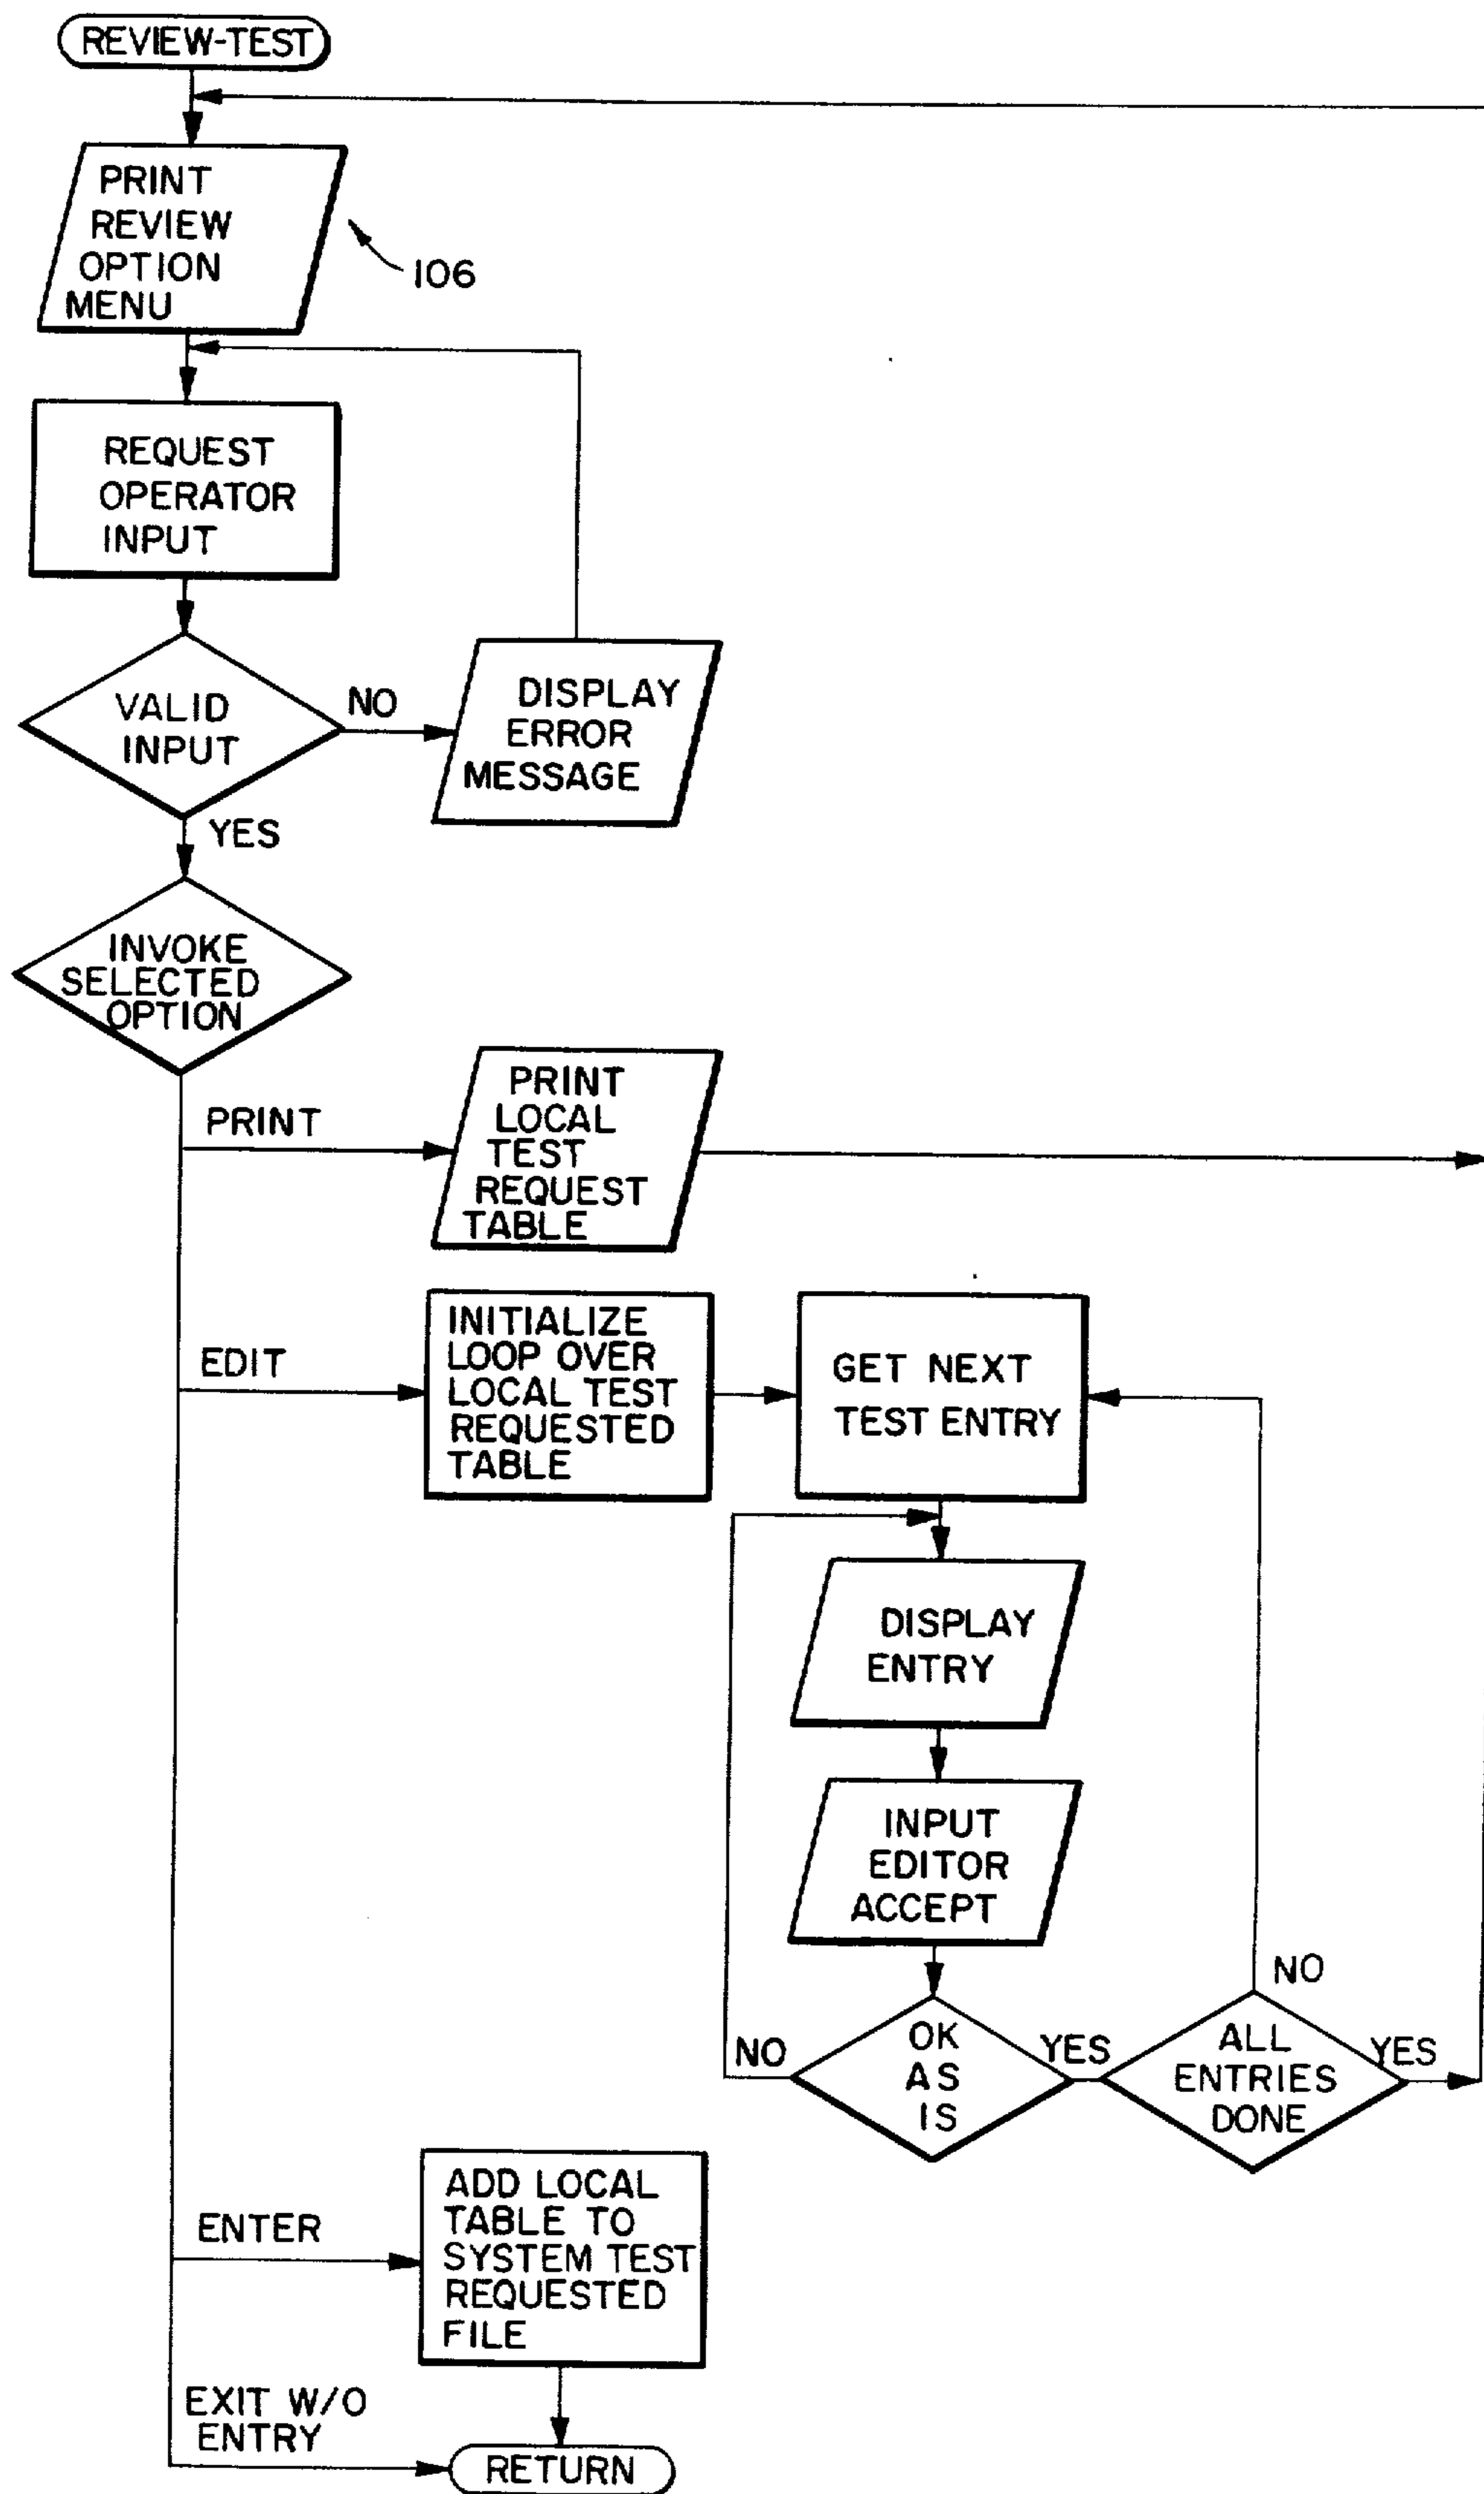 REVIEW-TEST
PRINT
REVIEW
OPTION
MENU
106
REQUEST
OPERATOR
INPUT
VALID
INPUT
NO
DISPLAY
ERROR
MESSAGE
YES
INVOKE
SELECTED
OPTION
PRINT
PRINT
LOCAL
TEST
REQUEST
TABLE
EDIT
INITIALIZE
LOOP OVER
LOCAL TEST
REQUESTED
TABLE
GET NEXT
TEST ENTRY
DISPLAY
ENTRY
INPUT
EDITOR
ACCEPT
NO
OK
AS
IS
YES
ALL
ENTRIES
DONE
NO
YES
ENTER
ADD LOCAL
TABLE TO
SYSTEM TEST
REQUESTED
FILE
EXIT W/O
ENTRY
RETURN